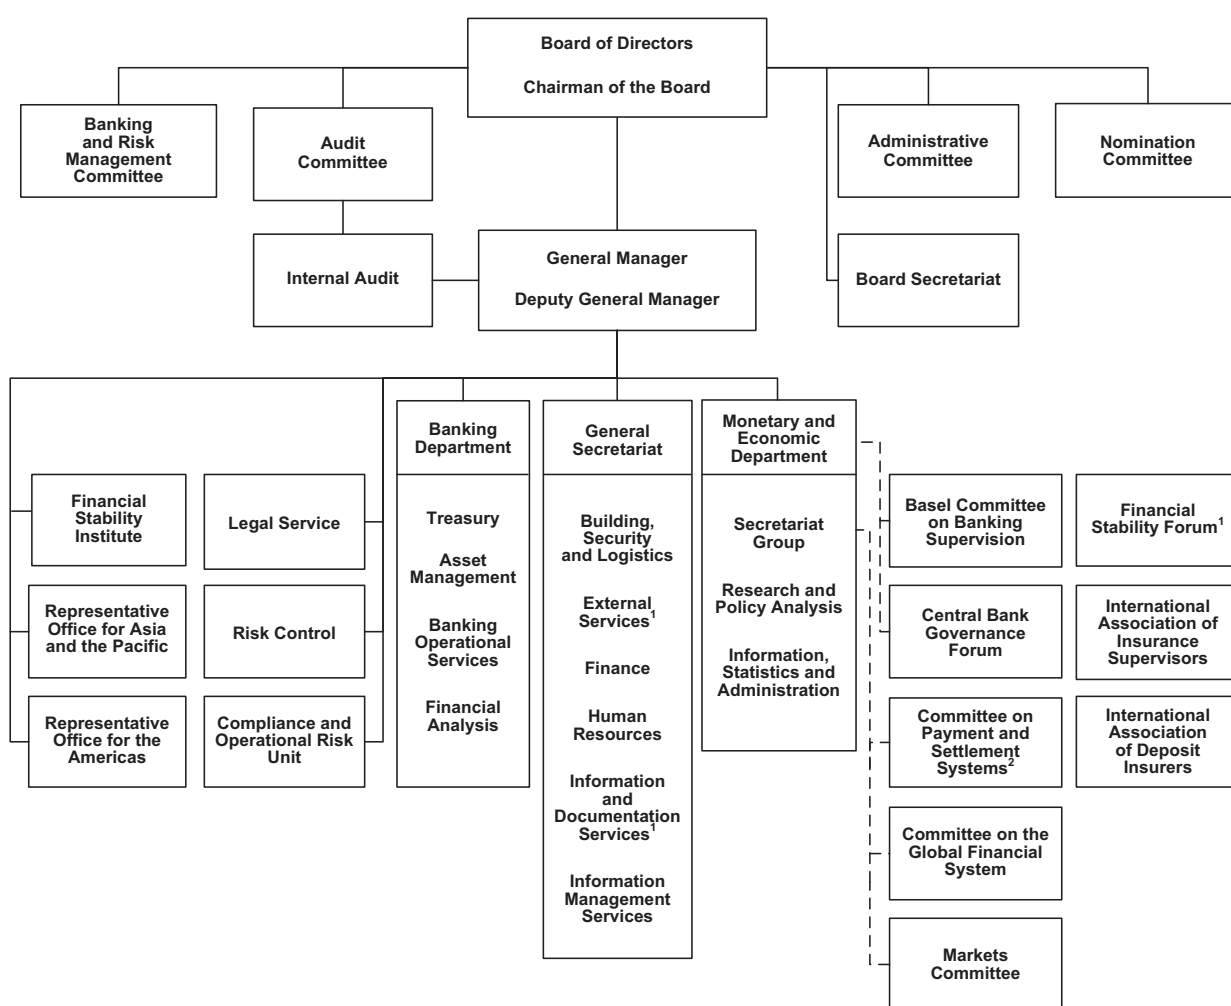 Board of Directors
Chairman of the Board
Banking
and Risk
Management
Committee
Audit
Committee
Administrative
Committee
Nomination
Committee
Internal Audit
General Manager
Deputy General Manager
Board Secretariat
Banking
Department
General
Secretariat
Monetary and
Economic
Department
Financial
Stability
Institute
Legal Service
Treasury
Asset
Management
Banking
Operational
Services
Financial
Analysis
Building,
Security
and Logistics
External
Services¹
Finance
Human
Resources
Information
and
Documentation
Services¹
Information
Management
Services
Secretariat
Group
Research and
Policy Analysis
Information,
Statistics and
Administration
Basel Committee
on Banking
Supervision
Financial
Stability Forum¹
Representative
Office for Asia
and the Pacific
Risk Control
Central Bank
Governance
Forum
International
Association of
Insurance
Supervisors
Representative
Office for the
Americas
Compliance and
Operational Risk
Unit
Committee on
Payment and
Settlement
Systems²
International
Association
of Deposit
Insurers
Committee on the
Global Financial
System
Markets
Committee